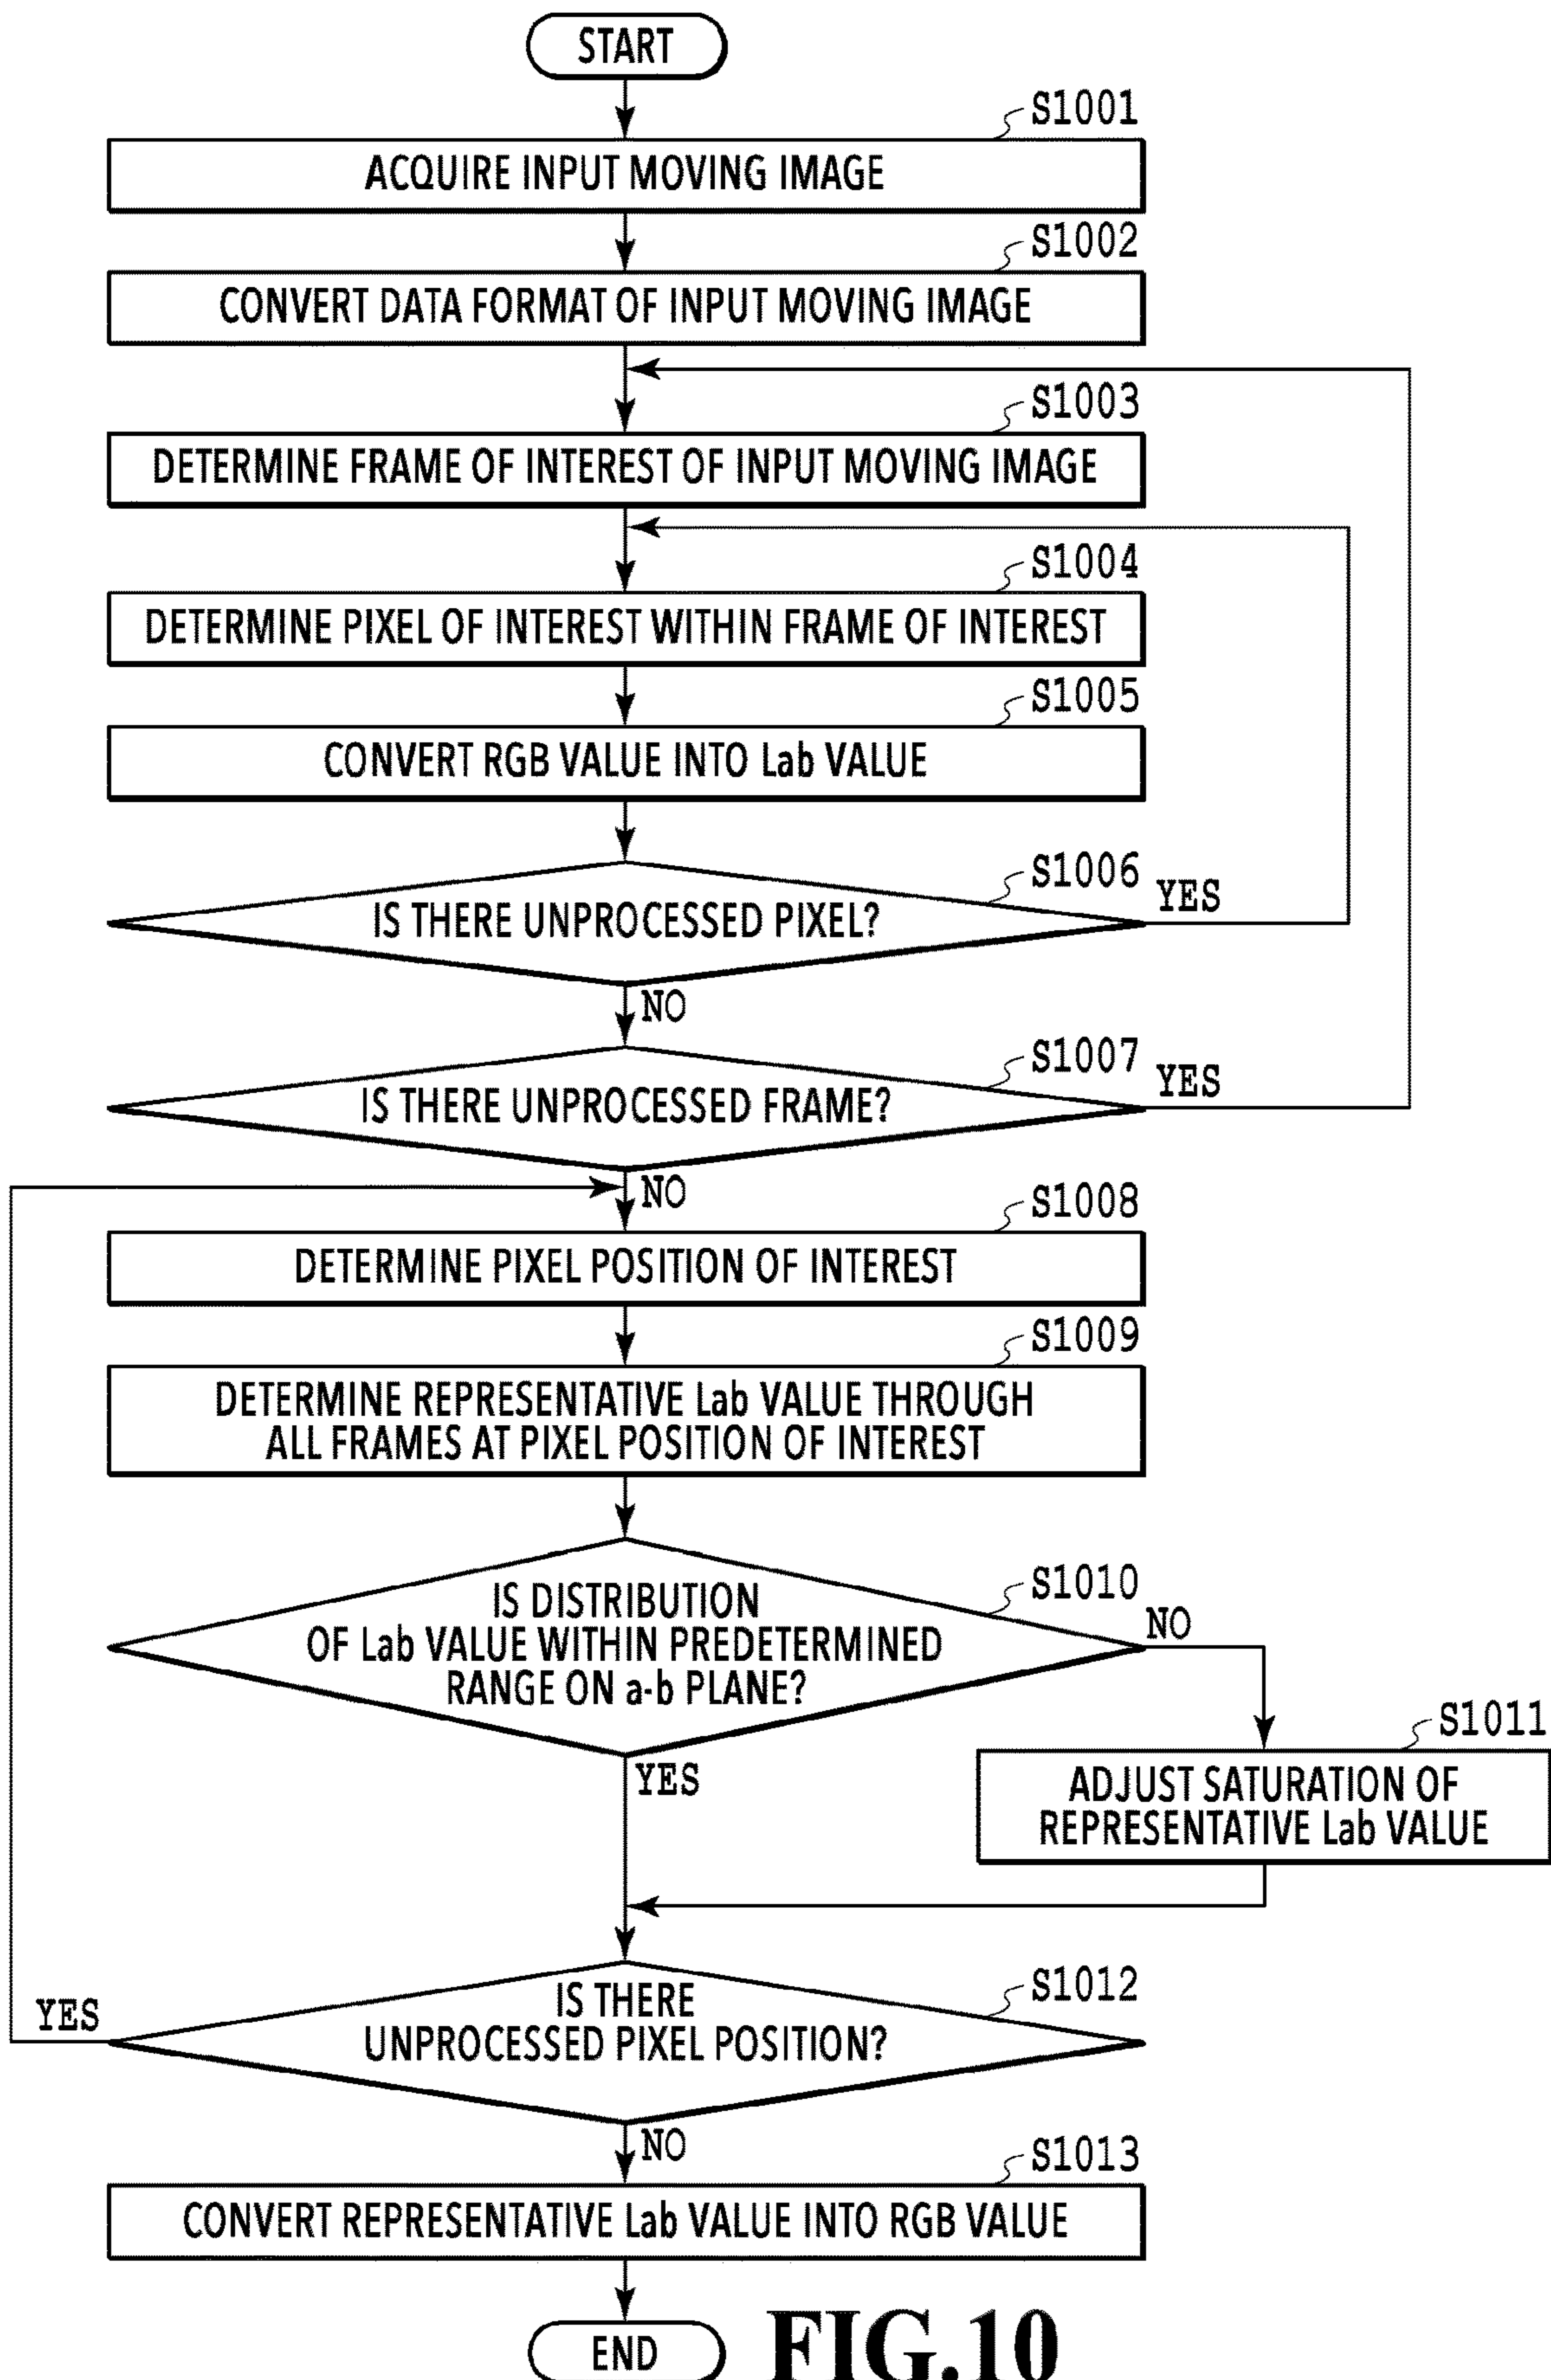 START
S1001
ACQUIRE INPUT MOVING IMAGE
S1002
CONVERT DATA FORMAT OF INPUT MOVING IMAGE
S1003
DETERMINE FRAME OF INTEREST OF INPUT MOVING IMAGE
S1004
DETERMINE PIXEL OF INTEREST WITHIN FRAME OF INTEREST
S1005
CONVERT RGB VALUE INTO Lab VALUE
S1006
IS THERE UNPROCESSED PIXEL?
YES
NO
S1007
IS THERE UNPROCESSED FRAME?
YES
NO
S1008
DETERMINE PIXEL POSITION OF INTEREST
S1009
DETERMINE REPRESENTATIVE Lab VALUE THROUGH
ALL FRAMES AT PIXEL POSITION OF INTEREST
S1010
IS DISTRIBUTION
OF Lab VALUE WITHIN PREDETERMINED
RANGE ON a-b PLANE?
NO
YES
S1011
ADJUST SATURATION OF
REPRESENTATIVE Lab VALUE
S1012
IS THERE
UNPROCESSED PIXEL POSITION?
YES
NO
S1013
CONVERT REPRESENTATIVE Lab VALUE INTO RGB VALUE
END
FIG.10